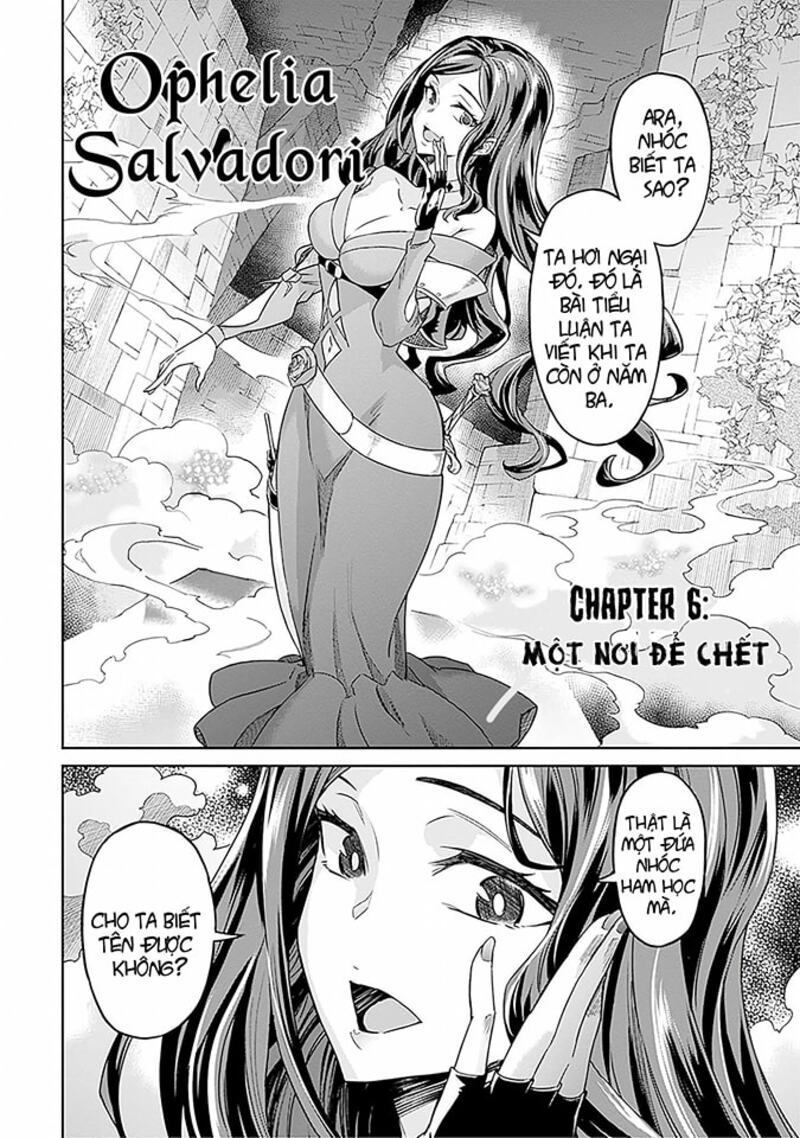 Ophelia
Salvadori
ARA,
NHÓC
BIẾT TA
SAO?
TA HƠI NGẠI
ĐÓ. ĐÓ LÀ
BÀI TIỂU
LUẬN TA
VIẾT KHI TA
CÒN Ở NĂM
BA.
CHAPTER 6:
MỘT NƠI ĐỂ CHẾT
THẬT LÀ
MỘT ĐỨA
NHÓC
HAM HỌC
MÀ.
CHO TA BIẾT
TÊN ĐƯỢC
KHÔNG?